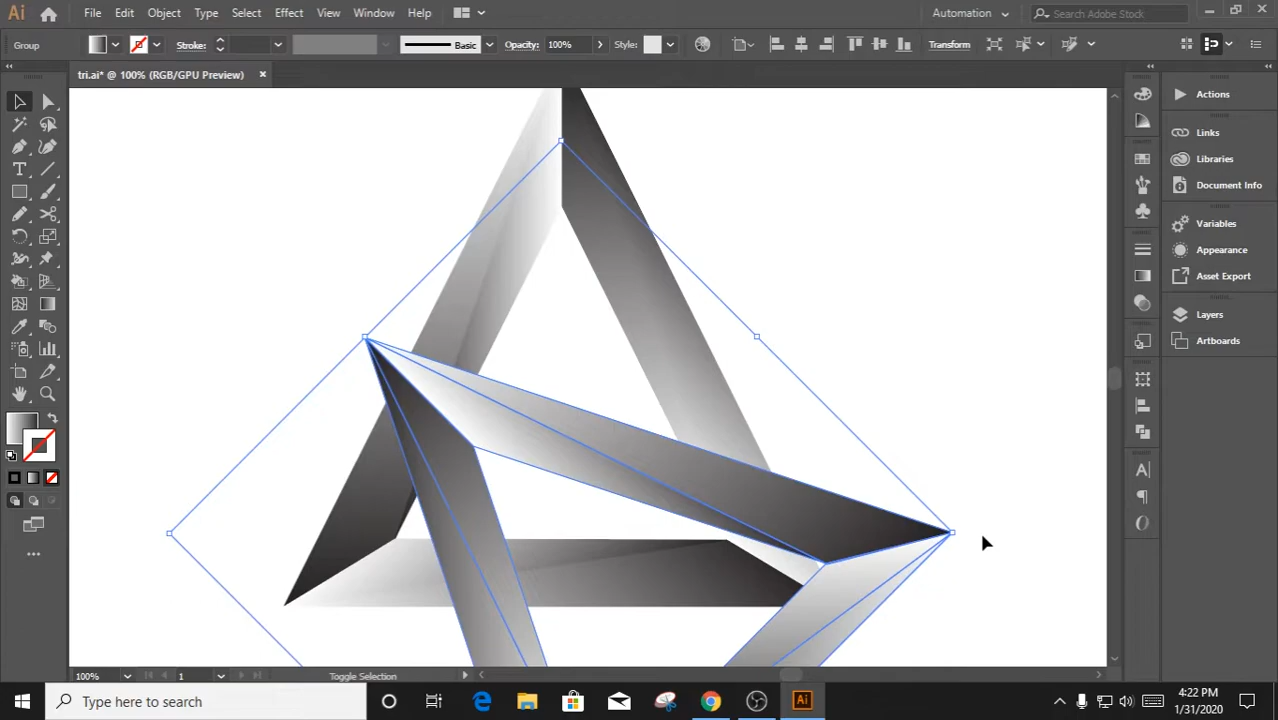 Ai File Edit Object Type Select Effect View Window Help Automation Search Adobe Stock
Group Stroke: Basic Opacity: 100% Style: Transform
tri.ai* @ 100% (RGB/GPU Preview)
Actions
Links
Libraries
Document Info
Variables
Appearance
Asset Export
Layers
Artboards
100% 1 Toggle Selection
Type here to search
Ai
4:22 PM
1/31/2020